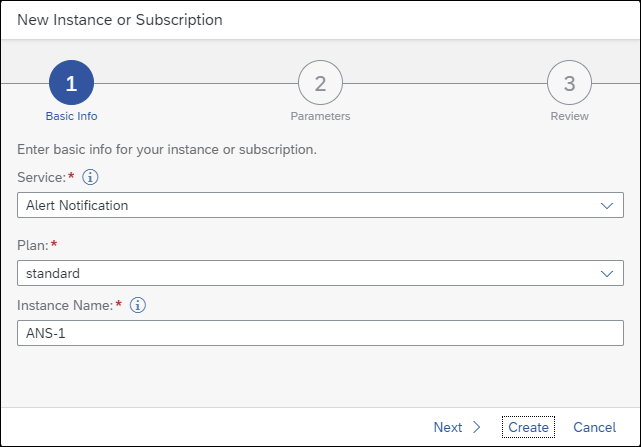 New Instance or Subscription
1 2 3
Basic Info Parameters Review
Enter basic info for your instance or subscription.
Service:* i
Alert Notification
Plan:*
standard
Instance Name:* i
ANS-1
Next Create Cancel